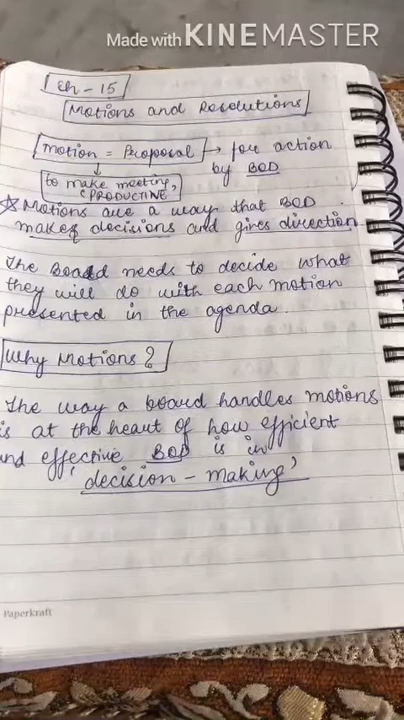 Made with KINEMASTER
Ch - 15
Motions and Resolutions
Motion = Proposal → for action
by BOD
to make meeting,
(PRODUCTIVE)
☆ Motions are a way that BOD
makes decisions and gives direction
The Board needs to decide what
they will do with each motion
presented in the agenda.
Why Motions?
The way a board handles motions
is at the heart of how efficient
and effective BOD is in
'decision - making'
Paperkraft